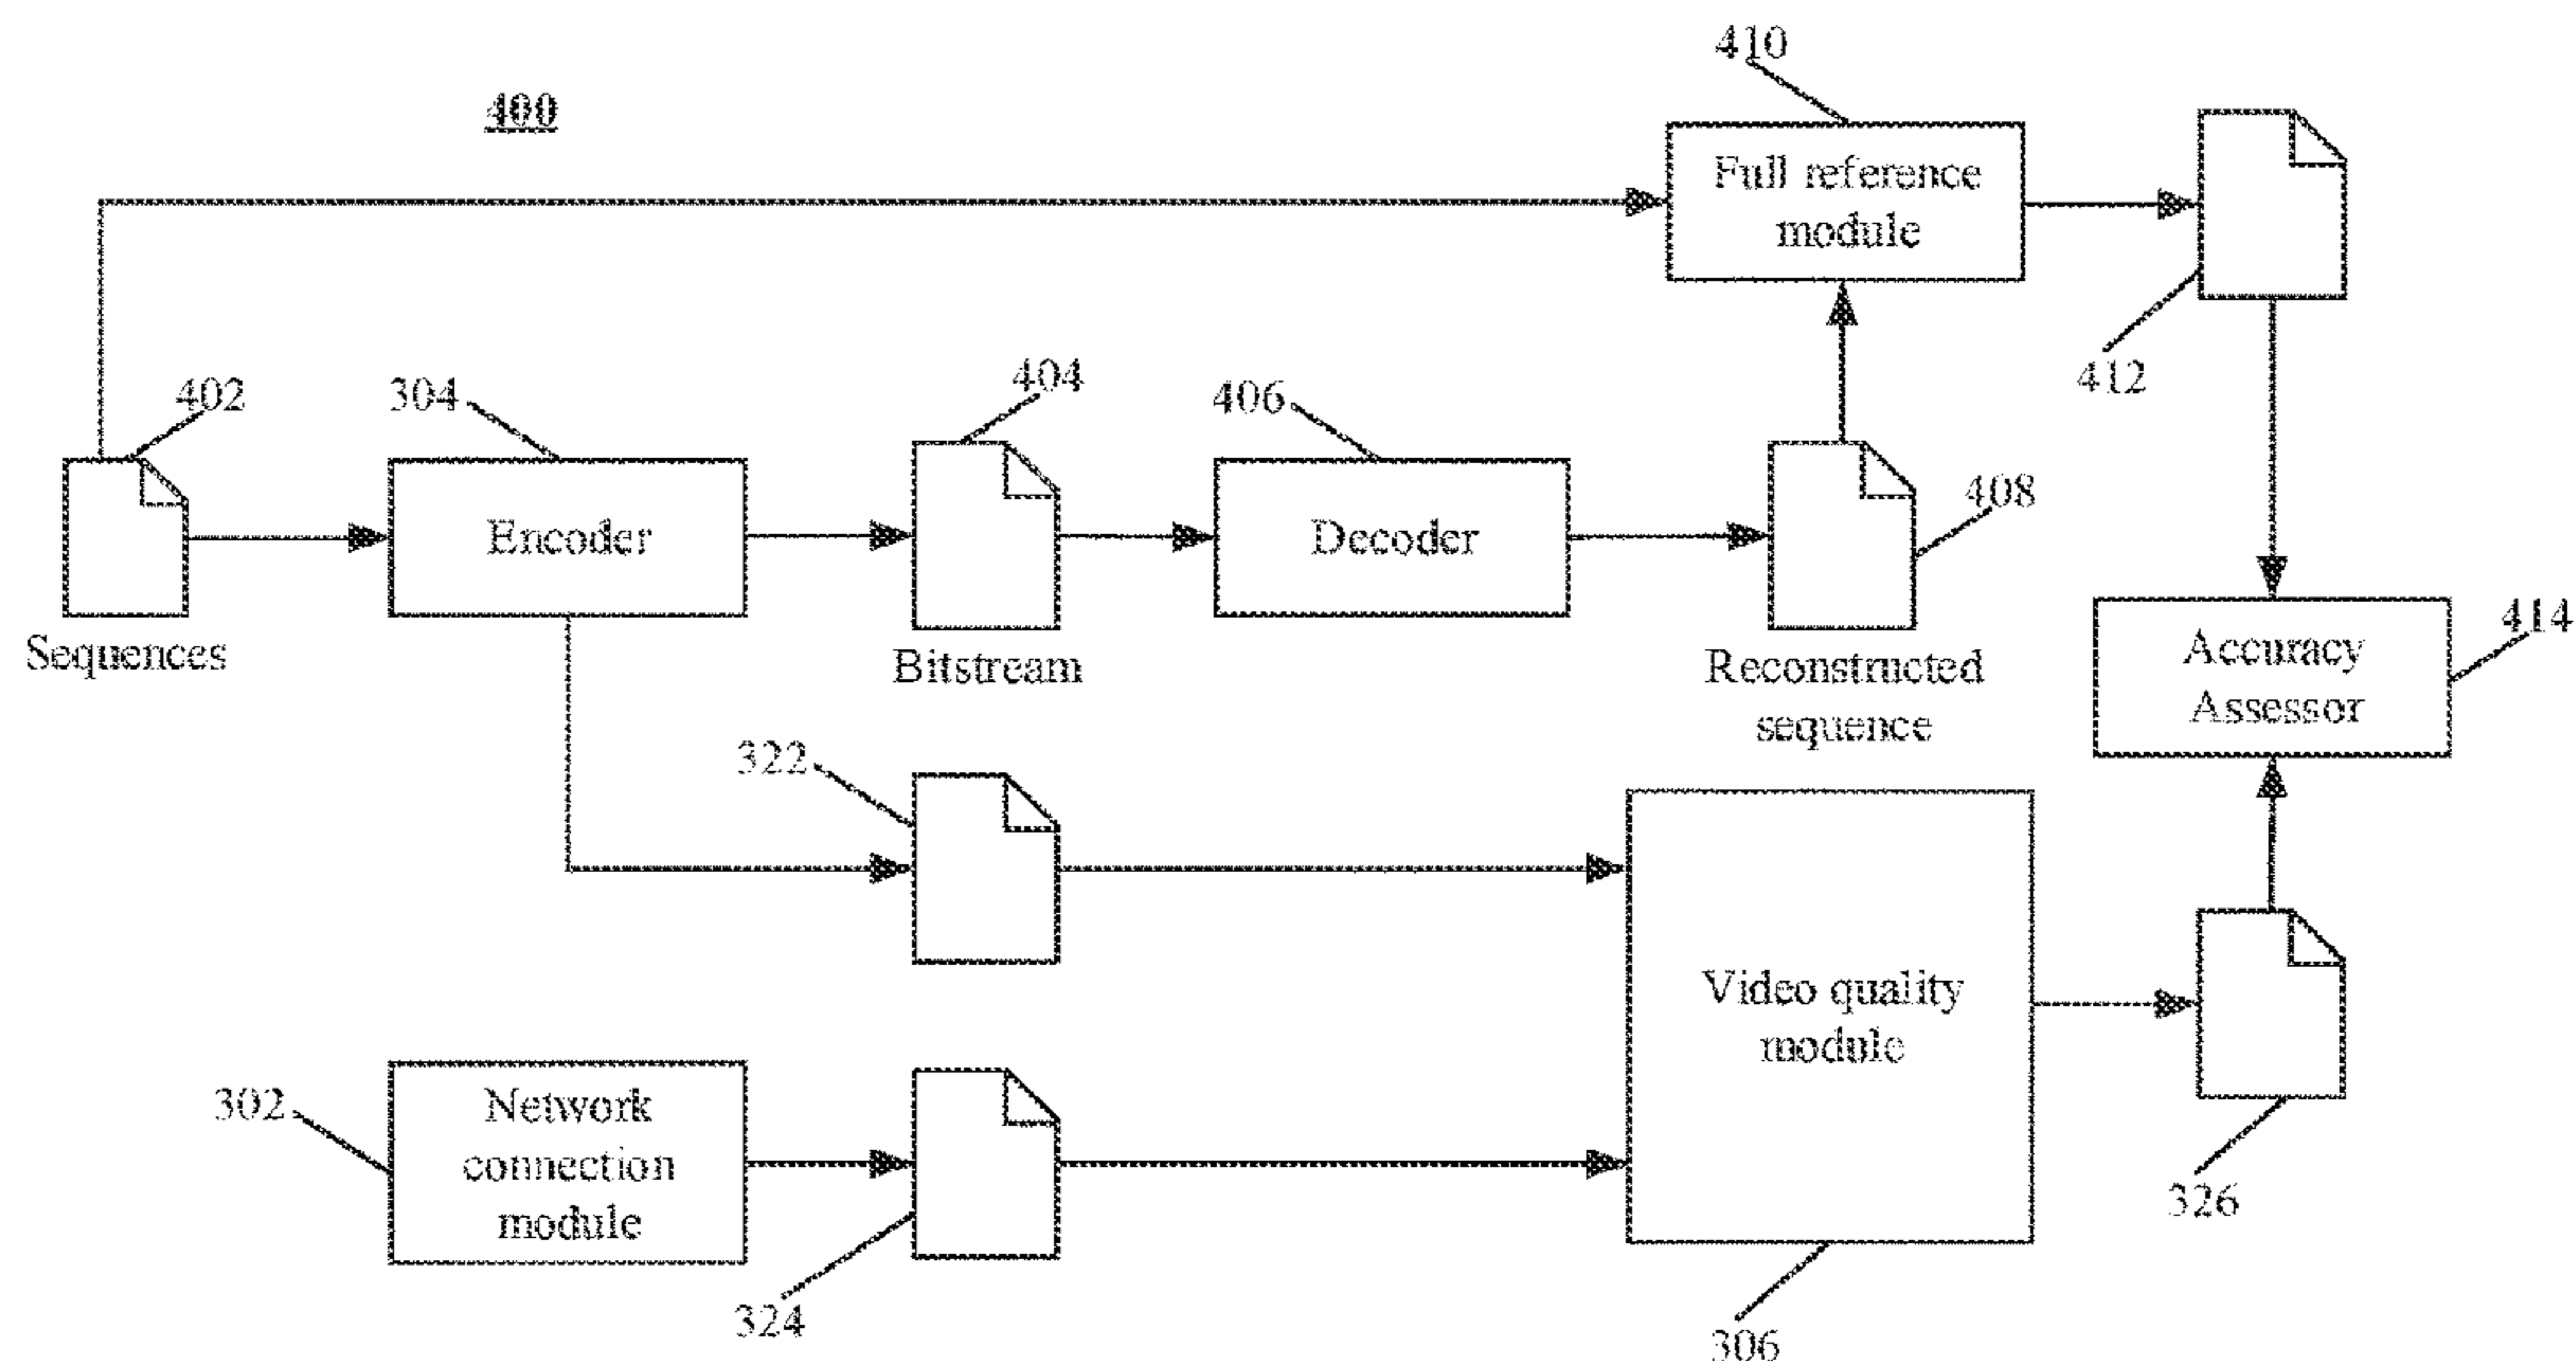 410
400
Full reference
module
412
402
304
404
406
408
Encoder
Decoder
414
Accuracy
Assessor
Sequences
Bitstream
Reconstructed
sequence
322
Video quality
module
302
Network
connection
module
326
324
306